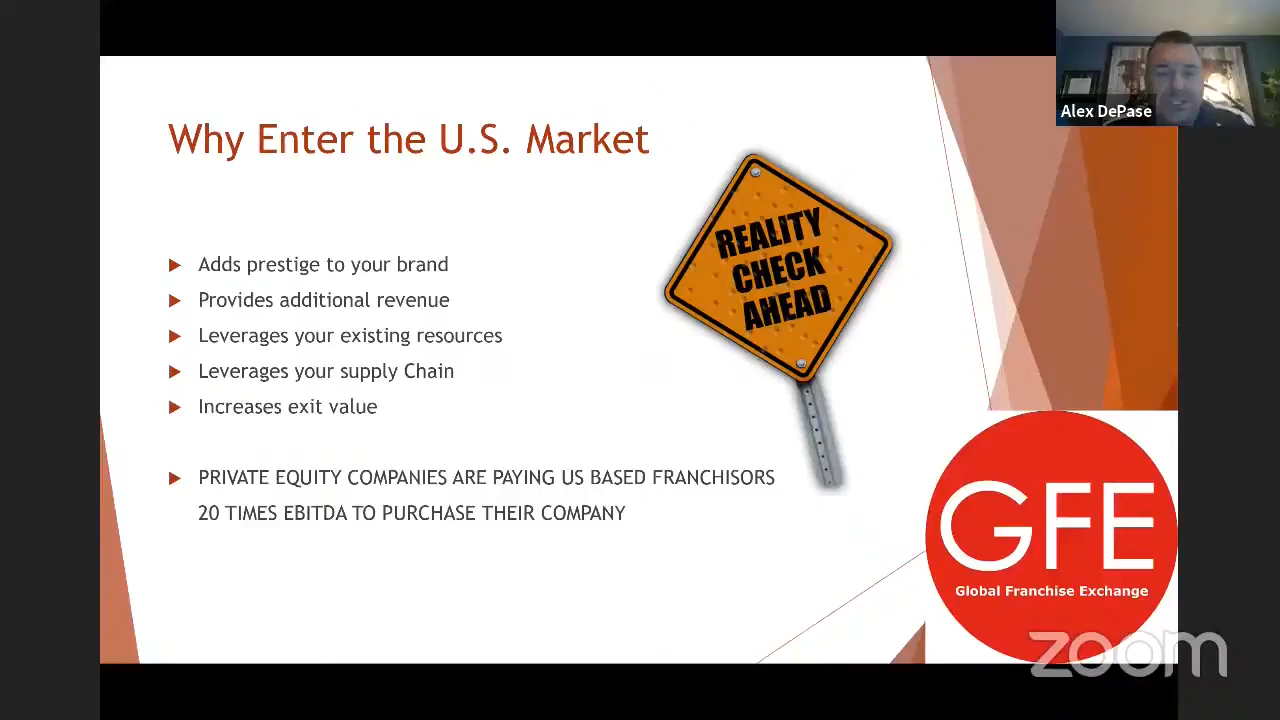 Alex DePase
Why Enter the U.S. Market
REALITY
CHECK
AHEAD
Adds prestige to your brand
Provides additional revenue
Leverages your existing resources
Leverages your supply Chain
Increases exit value
PRIVATE EQUITY COMPANIES ARE PAYING US BASED FRANCHISORS
20 TIMES EBITDA TO PURCHASE THEIR COMPANY
GFE
Global Franchise Exchange
zoom